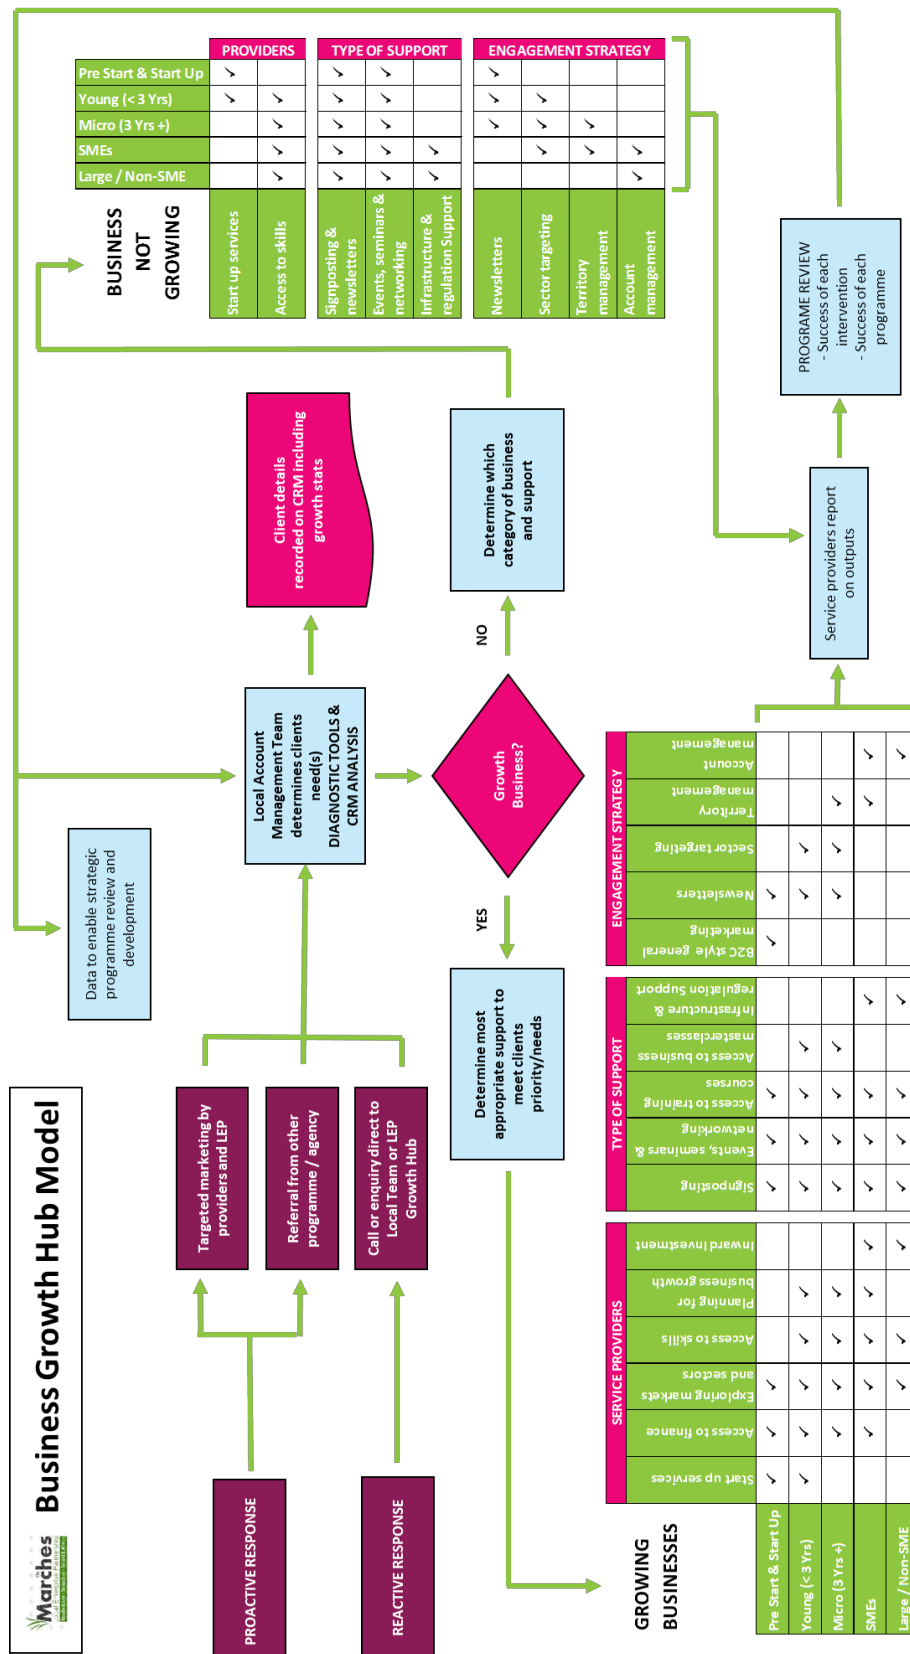 Marches
Business Growth Hub Model
PROACTIVE RESPONSE
REACTIVE RESPONSE
Targeted marketing by
providers and LEP
Referral from other
programme / agency
Call or enquiry direct to
Local Team or LEP
Growth Hub
Data to enable strategic
programme review and
development
Local Account
Management Team
determines clients
need(s)
DIAGNOSTIC TOOLS &
CRM ANALYSIS
Client details
recorded on CRM including
growth stats
Growth
Business?
YES
NO
Determine most
appropriate support to
meet clients
priority/needs
Determine which
category of business
and support
BUSINESS
NOT
GROWING
Pre Start & Start Up
Young (< 3 Yrs)
Micro (3 Yrs +)
SMEs
Large / Non-SME
PROVIDERS
Start up services
Access to skills
TYPE OF SUPPORT
Signposting &
newsletters
Events, seminars &
networking
Infrastructure &
regulation Support
ENGAGEMENT STRATEGY
Newsletters
Sector targeting
Territory
management
Account
management
GROWING
BUSINESSES
SERVICE PROVIDERS
Start up services
Access to finance
Exploring markets
and sectors
Access to skills
Planning for
business growth
Inward Investment
TYPE OF SUPPORT
Signposting
Events, seminars &
networking
Access to training
courses
Access to business
masterclasses
Infrastructure &
regulation Support
ENGAGEMENT STRATEGY
B2C style general
marketing
Newsletters
Sector targeting
Territory
management
Account
management
Pre Start & Start Up
Young (< 3 Yrs)
Micro (3 Yrs +)
SMEs
Large / Non-SME
Service providers report
on outputs
PROGRAME REVIEW
- Success of each
intervention
- Success of each
programme